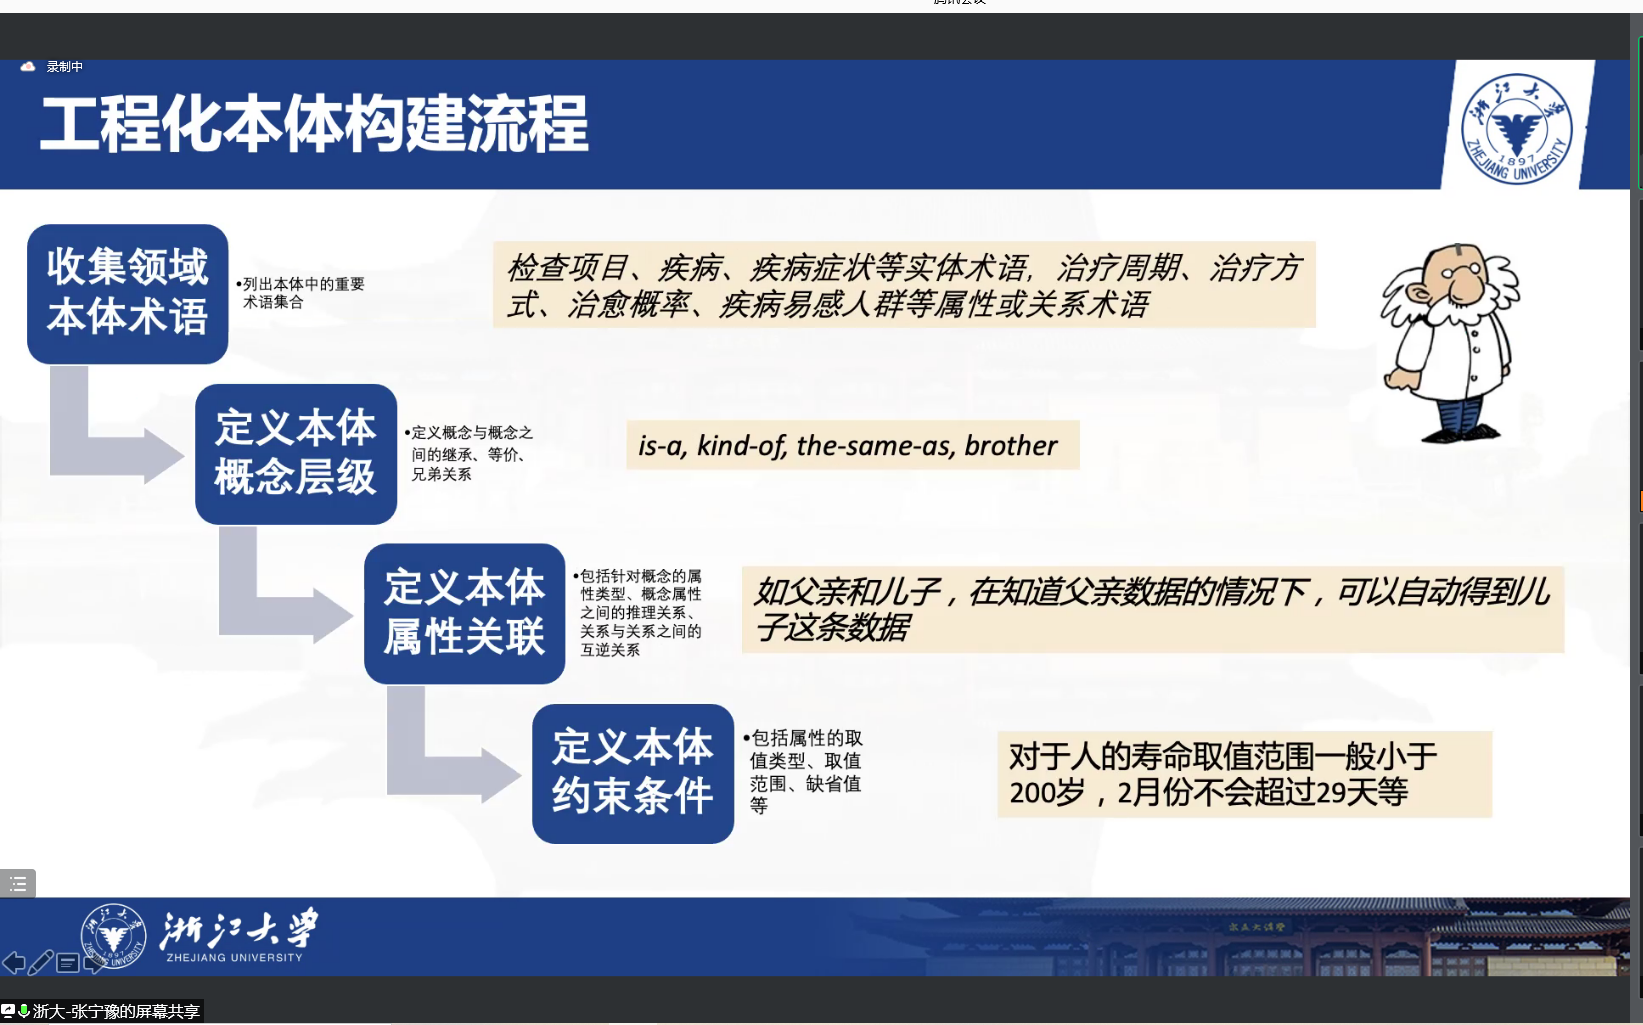 录制中
工程化本体构建流程
浙江大学
1897
ZHEJIANG UNIVERSITY
收集领域
本体术语
•列出本体中的重要
术语集合
检查项目、疾病、疾病症状等实体术语，治疗周期、治疗方
式、治愈概率、疾病易感人群等属性或关系术语
定义本体
概念层级
•定义概念与概念之
间的继承、等价、
兄弟关系
is-a, kind-of, the-same-as, brother
定义本体
属性关联
•包括针对概念的属
性类型、概念属性
之间的推理关系、
关系与关系之间的
互逆关系
如父亲和儿子，在知道父亲数据的情况下，可以自动得到儿
子这条数据
定义本体
约束条件
•包括属性的取
值类型、取值
范围、缺省值
等
对于人的寿命取值范围一般小于
200岁，2月份不会超过29天等
浙江大学
ZHEJIANG UNIVERSITY
浙大-张宁豫的屏幕共享